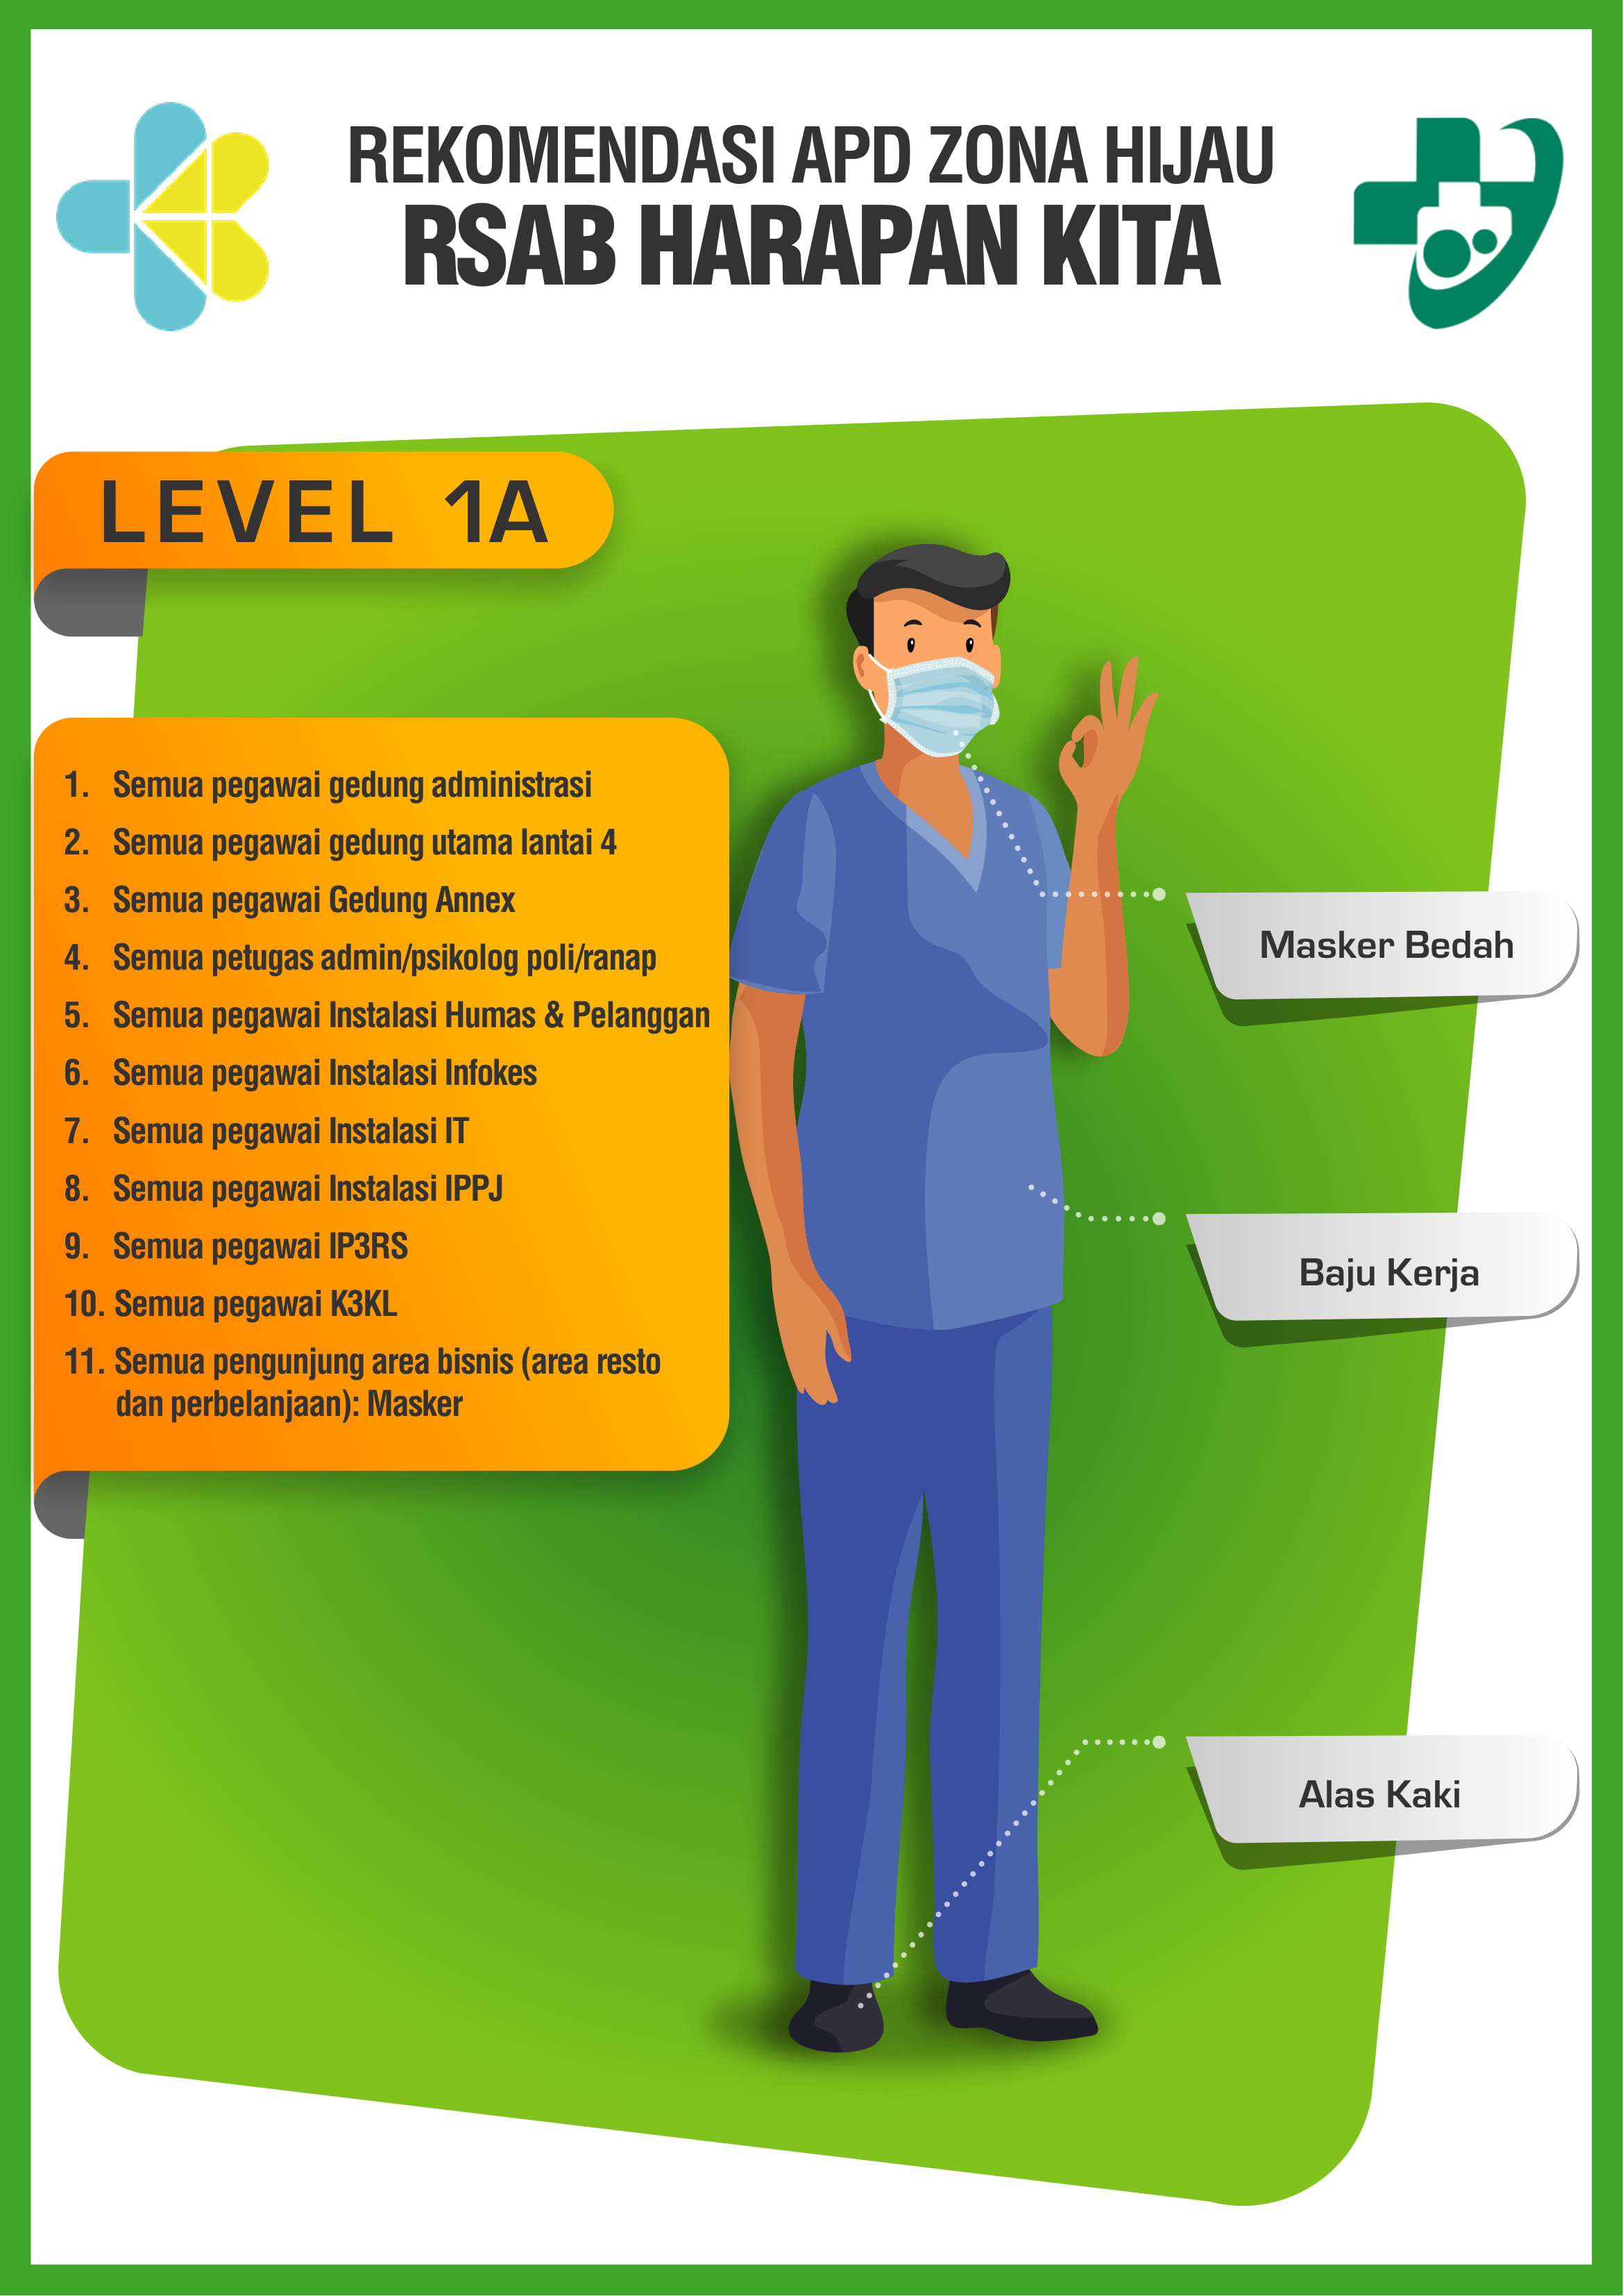 REKOMENDASI APD ZONA HIJAU
RSAB HARAPAN KITA
LEVEL 1A
1. Semua pegawai gedung administrasi
2. Semua pegawai gedung utama lantai 4
3. Semua pegawai Gedung Annex
4. Semua petugas admin/psikolog poli/ranap
5. Semua pegawai Instalasi Humas & Pelanggan
6. Semua pegawai Instalasi Infokes
7. Semua pegawai Instalasi IT
8. Semua pegawai Instalasi IPPJ
9. Semua pegawai IP3RS
10. Semua pegawai K3KL
11. Semua pengunjung area bisnis (area resto
dan perbelanjaan): Masker
Masker Bedah
Baju Kerja
Alas Kaki